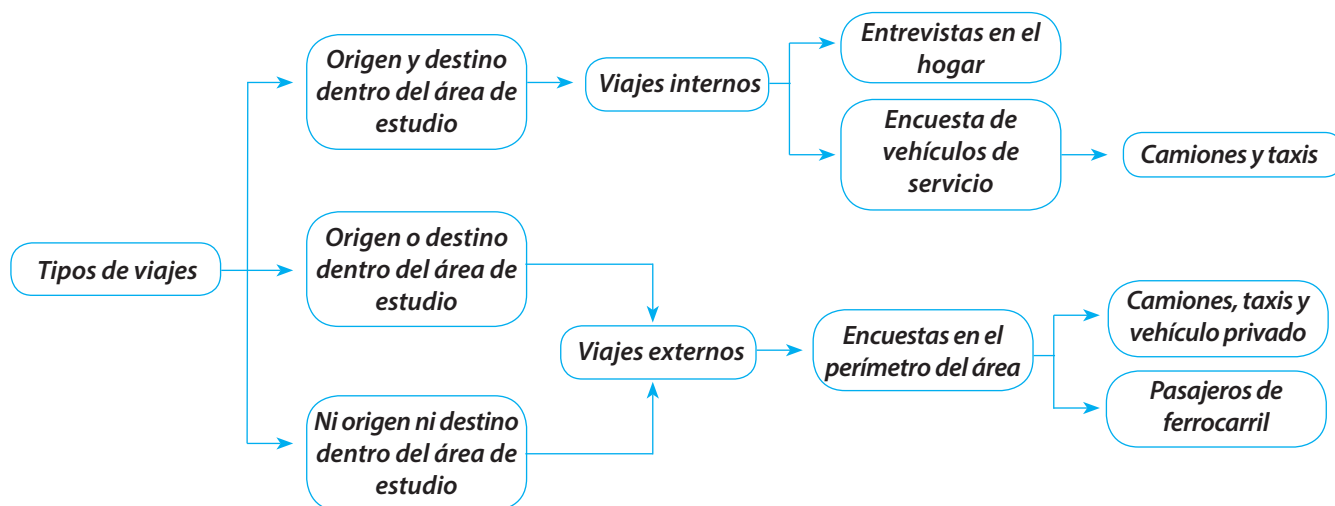 Tipos de viajes
Origen y destino
dentro del área de
estudio
Viajes internos
Entrevistas en el
hogar
Encuesta de
vehículos de
servicio
Camiones y taxis
Origen o destino
dentro del área de
estudio
Ni origen ni destino
dentro del área de
estudio
Viajes externos
Encuestas en el
perímetro del área
Camiones, taxis y
vehículo privado
Pasajeros de
ferrocarril